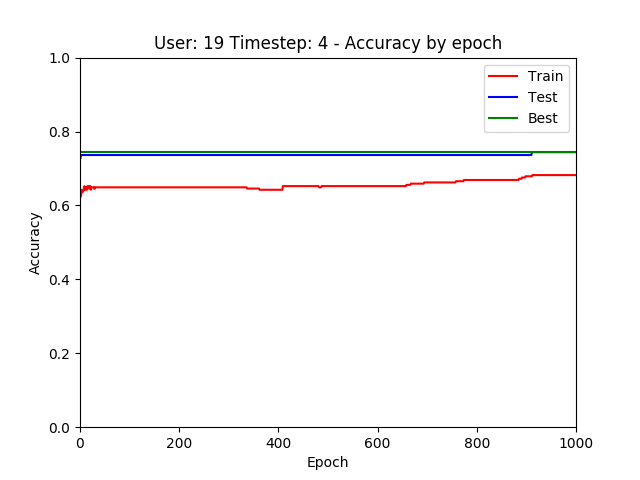 User: 19 Timestep: 4 - Accuracy by epoch
1.0
0.8
0.6
0.4
0.2
0.0
Accuracy
Train
Test
Best
0 200 400 600 800 1000
Epoch